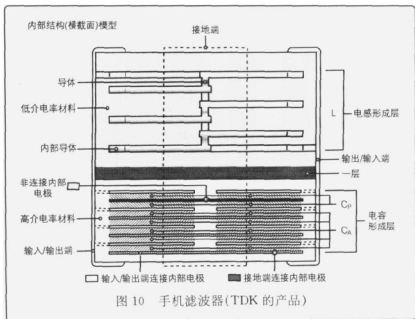 内部结构(横截面)模型
接地端
导体
低介电率材料
内部导体
L
电感形成层
输出/输入端
一层
非连接内部
电极
高介电率材料
输入/输出端
CP
CA
电容
形成层
输入/输出端连接内部电极
接地端连接内部电极
图 10 手机滤波器(TDK 的产品)